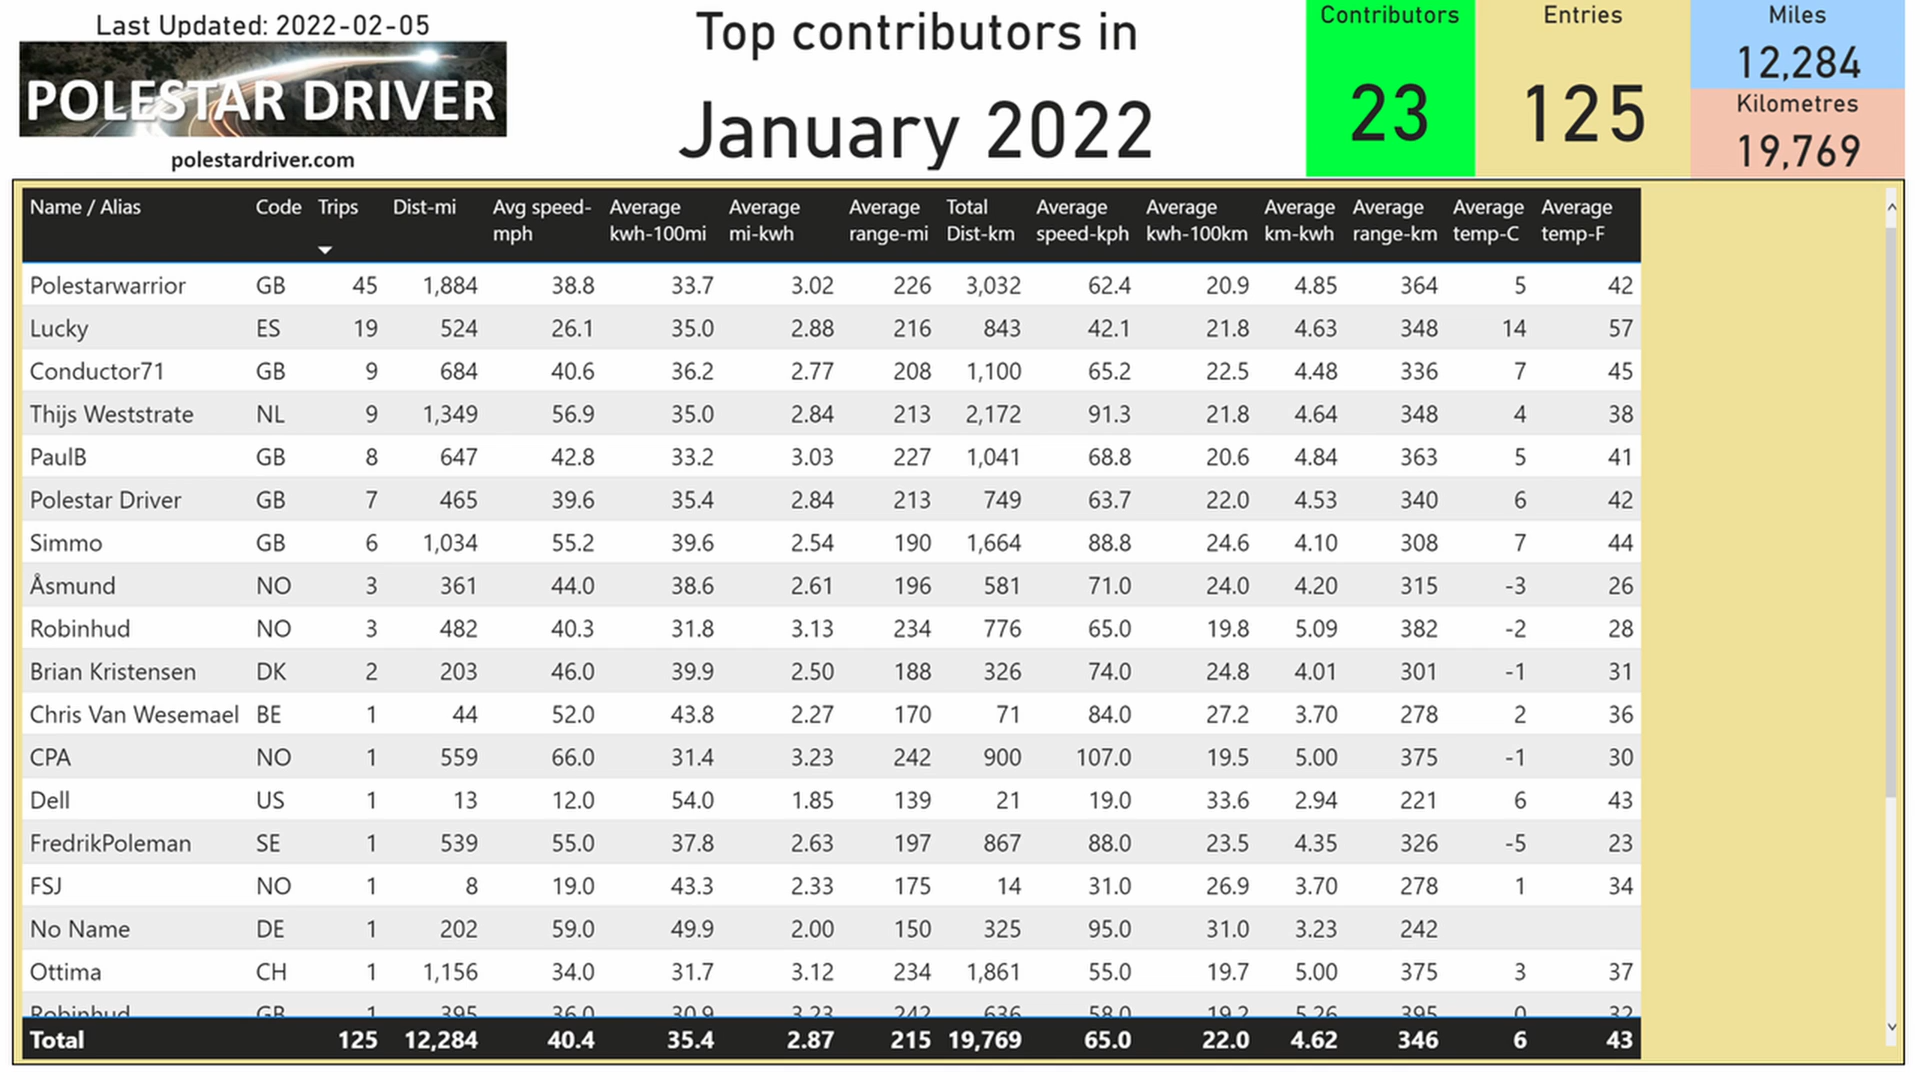 Last Updated: 2022-02-05
POLESTAR DRIVER
polestardriver.com
Top contributors in
January 2022
Contributors
23
Entries
125
Miles
12,284
Kilometres
19,769
Name / Alias Code Trips Dist-mi Avg speed-mph Average kwh-100mi Average mi-kwh Average range-mi Total Dist-km Average speed-kph Average kwh-100km Average km-kwh Average range-km Average temp-C Average temp-F
Polestarwarrior GB 45 1,884 38.8 33.7 3.02 226 3,032 62.4 20.9 4.85 364 5 42
Lucky ES 19 524 26.1 35.0 2.88 216 843 42.1 21.8 4.63 348 14 57
Conductor71 GB 9 684 40.6 36.2 2.77 208 1,100 65.2 22.5 4.48 336 7 45
Thijs Weststrate NL 9 1,349 56.9 35.0 2.84 213 2,172 91.3 21.8 4.64 348 4 38
PaulB GB 8 647 42.8 33.2 3.03 227 1,041 68.8 20.6 4.84 363 5 41
Polestar Driver GB 7 465 39.6 35.4 2.84 213 749 63.7 22.0 4.53 340 6 42
Simmo GB 6 1,034 55.2 39.6 2.54 190 1,664 88.8 24.6 4.10 308 7 44
Åsmund NO 3 361 44.0 38.6 2.61 196 581 71.0 24.0 4.20 315 -3 26
Robinhud NO 3 482 40.3 31.8 3.13 234 776 65.0 19.8 5.09 382 -2 28
Brian Kristensen DK 2 203 46.0 39.9 2.50 188 326 74.0 24.8 4.01 301 -1 31
Chris Van Wesemael BE 1 44 52.0 43.8 2.27 170 71 84.0 27.2 3.70 278 2 36
CPA NO 1 559 66.0 31.4 3.23 242 900 107.0 19.5 5.00 375 -1 30
Dell US 1 13 12.0 54.0 1.85 139 21 19.0 33.6 2.94 221 6 43
FredrikPoleman SE 1 539 55.0 37.8 2.63 197 867 88.0 23.5 4.35 326 -5 23
FSJ NO 1 8 19.0 43.3 2.33 175 14 31.0 26.9 3.70 278 1 34
No Name DE 1 202 59.0 49.9 2.00 150 325 95.0 31.0 3.23 242
Ottima CH 1 1,156 34.0 31.7 3.12 234 1,861 55.0 19.7 5.00 375 3 37
Robinhud GB 1 395 36.0 30.9 3.23 242 636 58.0 19.2 5.26 395 0 32
Total 125 12,284 40.4 35.4 2.87 215 19,769 65.0 22.0 4.62 346 6 43